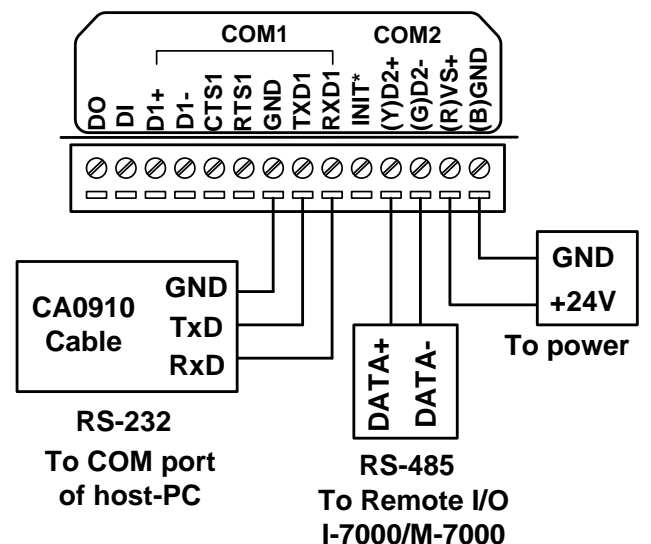 COM1
COM2
DO
DI
D1+
D1-
CTS1
RTS1
GND
TXD1
RXD1
INIT*
(Y)D2+
(G)D2-
(R)VS+
(B)GND
CA0910
Cable
GND
TxD
RxD
RS-232
To COM port
of host-PC
DATA+
DATA-
RS-485
To Remote I/O
I-7000/M-7000
GND
+24V
To power